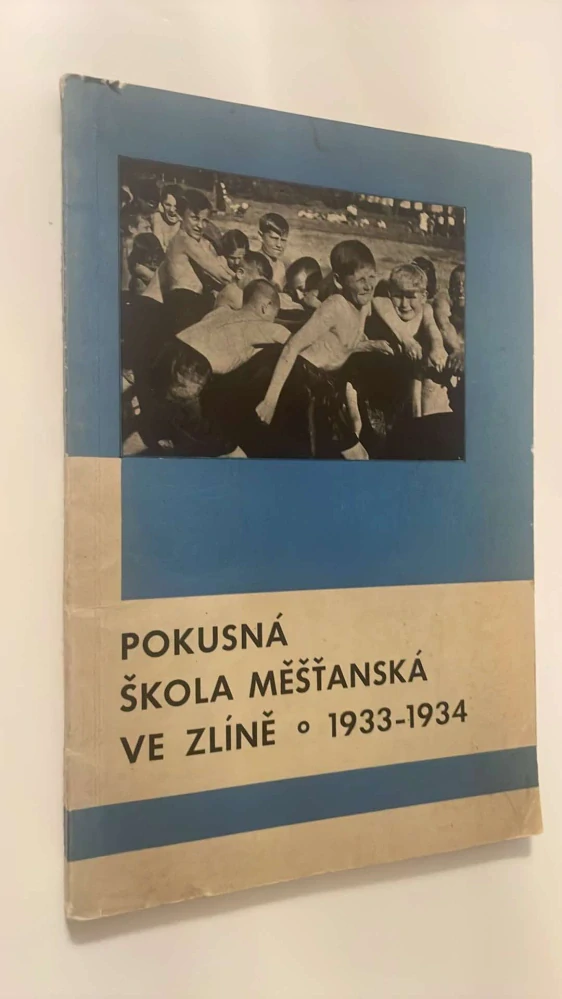 POKUSNÁ
ŠKOLA MĚŠŤANSKÁ
VE ZLÍNĚ ° 1933-1934